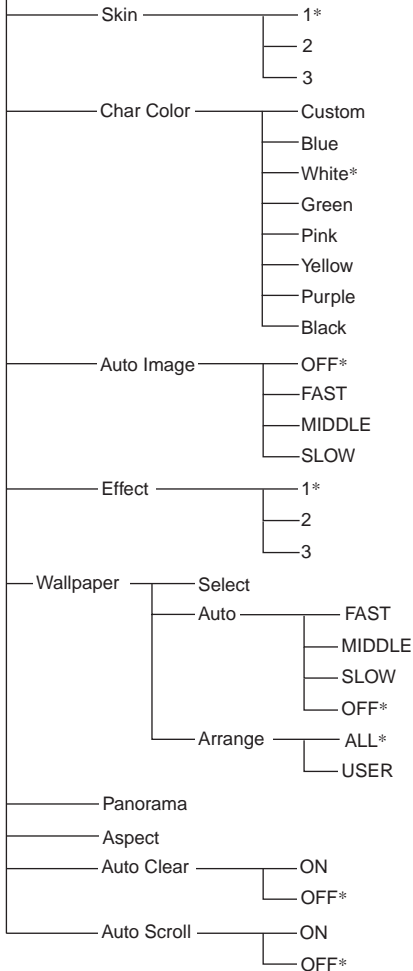 Skin 1*
2
3
Char Color Custom
Blue
White*
Green
Pink
Yellow
Purple
Black
Auto Image OFF*
FAST
MIDDLE
SLOW
Effect 1*
2
3
Wallpaper Select
Auto FAST
MIDDLE
SLOW
OFF*
Arrange ALL*
USER
Panorama
Aspect
Auto Clear ON
OFF*
Auto Scroll ON
OFF*